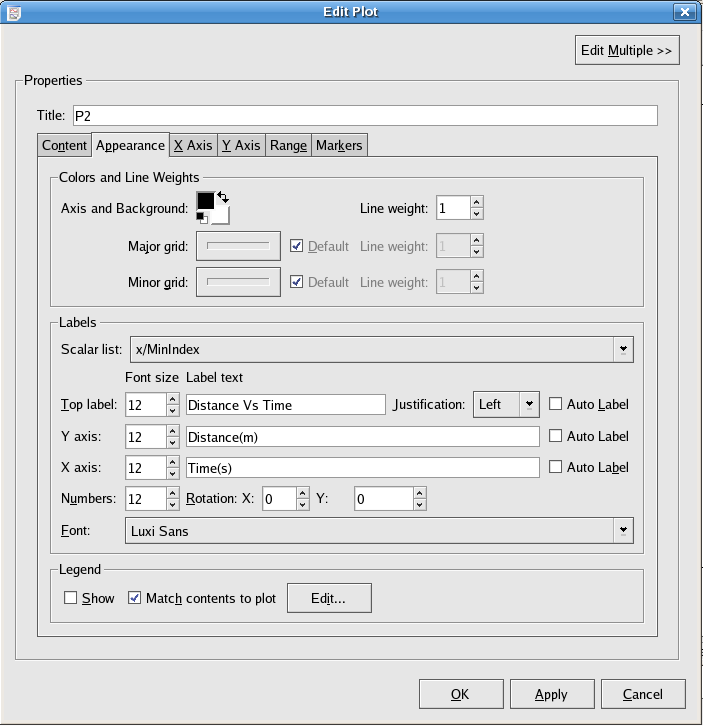 Edit Plot
Edit Multiple >>
Properties
Title: P2
Content Appearance X Axis Y Axis Range Markers
Colors and Line Weights
Axis and Background: Line weight: 1
Major grid: Default Line weight: 1
Minor grid: Default Line weight: 1
Labels
Scalar list: x/MinIndex
Font size Label text
Top label: 12 Distance Vs Time Justification: Left Auto Label
Y axis: 12 Distance(m) Auto Label
X axis: 12 Time(s) Auto Label
Numbers: 12 Rotation: X: 0 Y: 0
Font: Luxi Sans
Legend
Show Match contents to plot Edit...
OK Apply Cancel